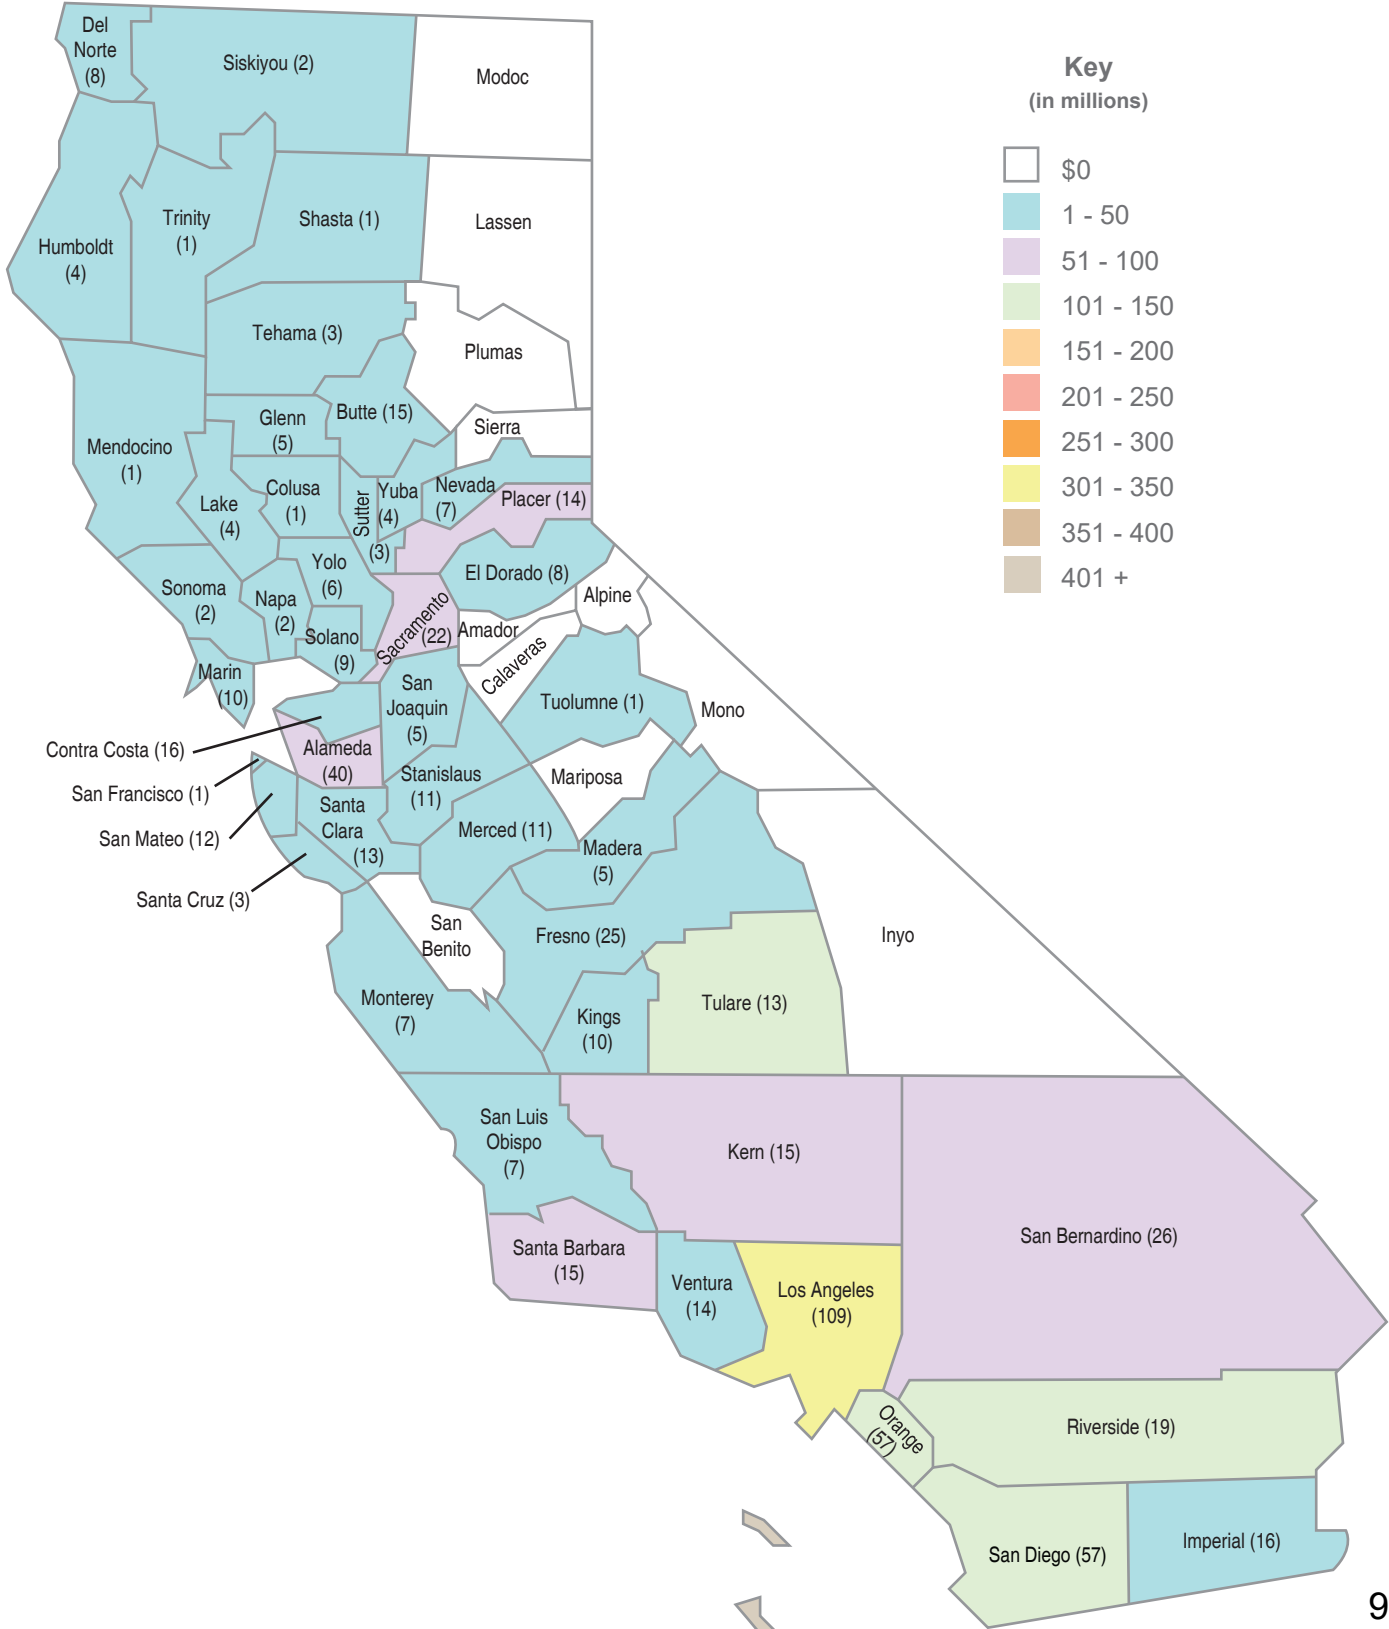 Del
Norte
(8)
Siskiyou (2)
Modoc
Key
(in millions)
$0
1 - 50
51 - 100
101 - 150
151 - 200
201 - 250
251 - 300
301 - 350
351 - 400
401 +
Humboldt
(4)
Trinity
(1)
Shasta (1)
Lassen
Tehama (3)
Plumas
Mendocino
(1)
Glenn
(5)
Butte (15)
Sierra
Lake
(4)
Colusa
(1)
Sutter
(3)
Yuba
(4)
Nevada
(7)
Placer (14)
Sonoma
(2)
Napa
(2)
Yolo
(6)
Solano
(9)
Sacramento
(22)
El Dorado (8)
Alpine
Amador
Calaveras
Marin
(10)
San
Joaquin
(5)
Tuolumne (1)
Mono
Contra Costa (16)
Alameda
(40)
Stanislaus
(11)
Mariposa
San Francisco (1)
San Mateo (12)
Santa
Clara
(13)
Merced (11)
Madera
(5)
Santa Cruz (3)
San
Benito
Fresno (25)
Inyo
Monterey
(7)
Kings
(10)
Tulare (13)
San Luis
Obispo
(7)
Kern (15)
San Bernardino (26)
Santa Barbara
(15)
Ventura
(14)
Los Angeles
(109)
Orange
(57)
Riverside (19)
San Diego (57)
Imperial (16)
9